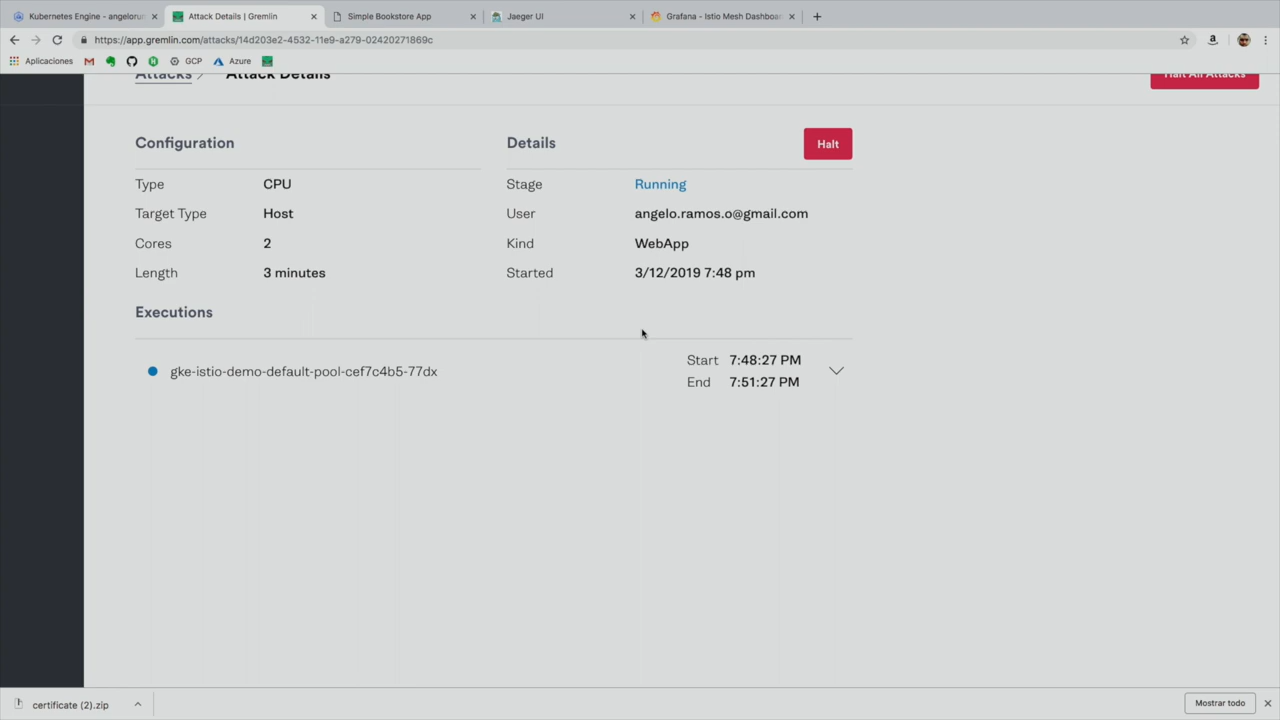 Kubernetes Engine - angelorum
Attack Details | Gremlin
Simple Bookstore App
Jaeger UI
Grafana - Istio Mesh Dashboar
https://app.gremlin.com/attacks/14d203e2-4532-11e9-a279-02420271869c
Aplicaciones
GCP
Azure
Attacks
Attack Details
Halt All Attacks
Configuration
Details
Halt
Type CPU
Stage Running
Target Type Host
User angelo.ramos.o@gmail.com
Cores 2
Kind WebApp
Length 3 minutes
Started 3/12/2019 7:48 pm
Executions
gke-istio-demo-default-pool-cef7c4b5-77dx
Start 7:48:27 PM
End 7:51:27 PM
certificate (2).zip
Mostrar todo